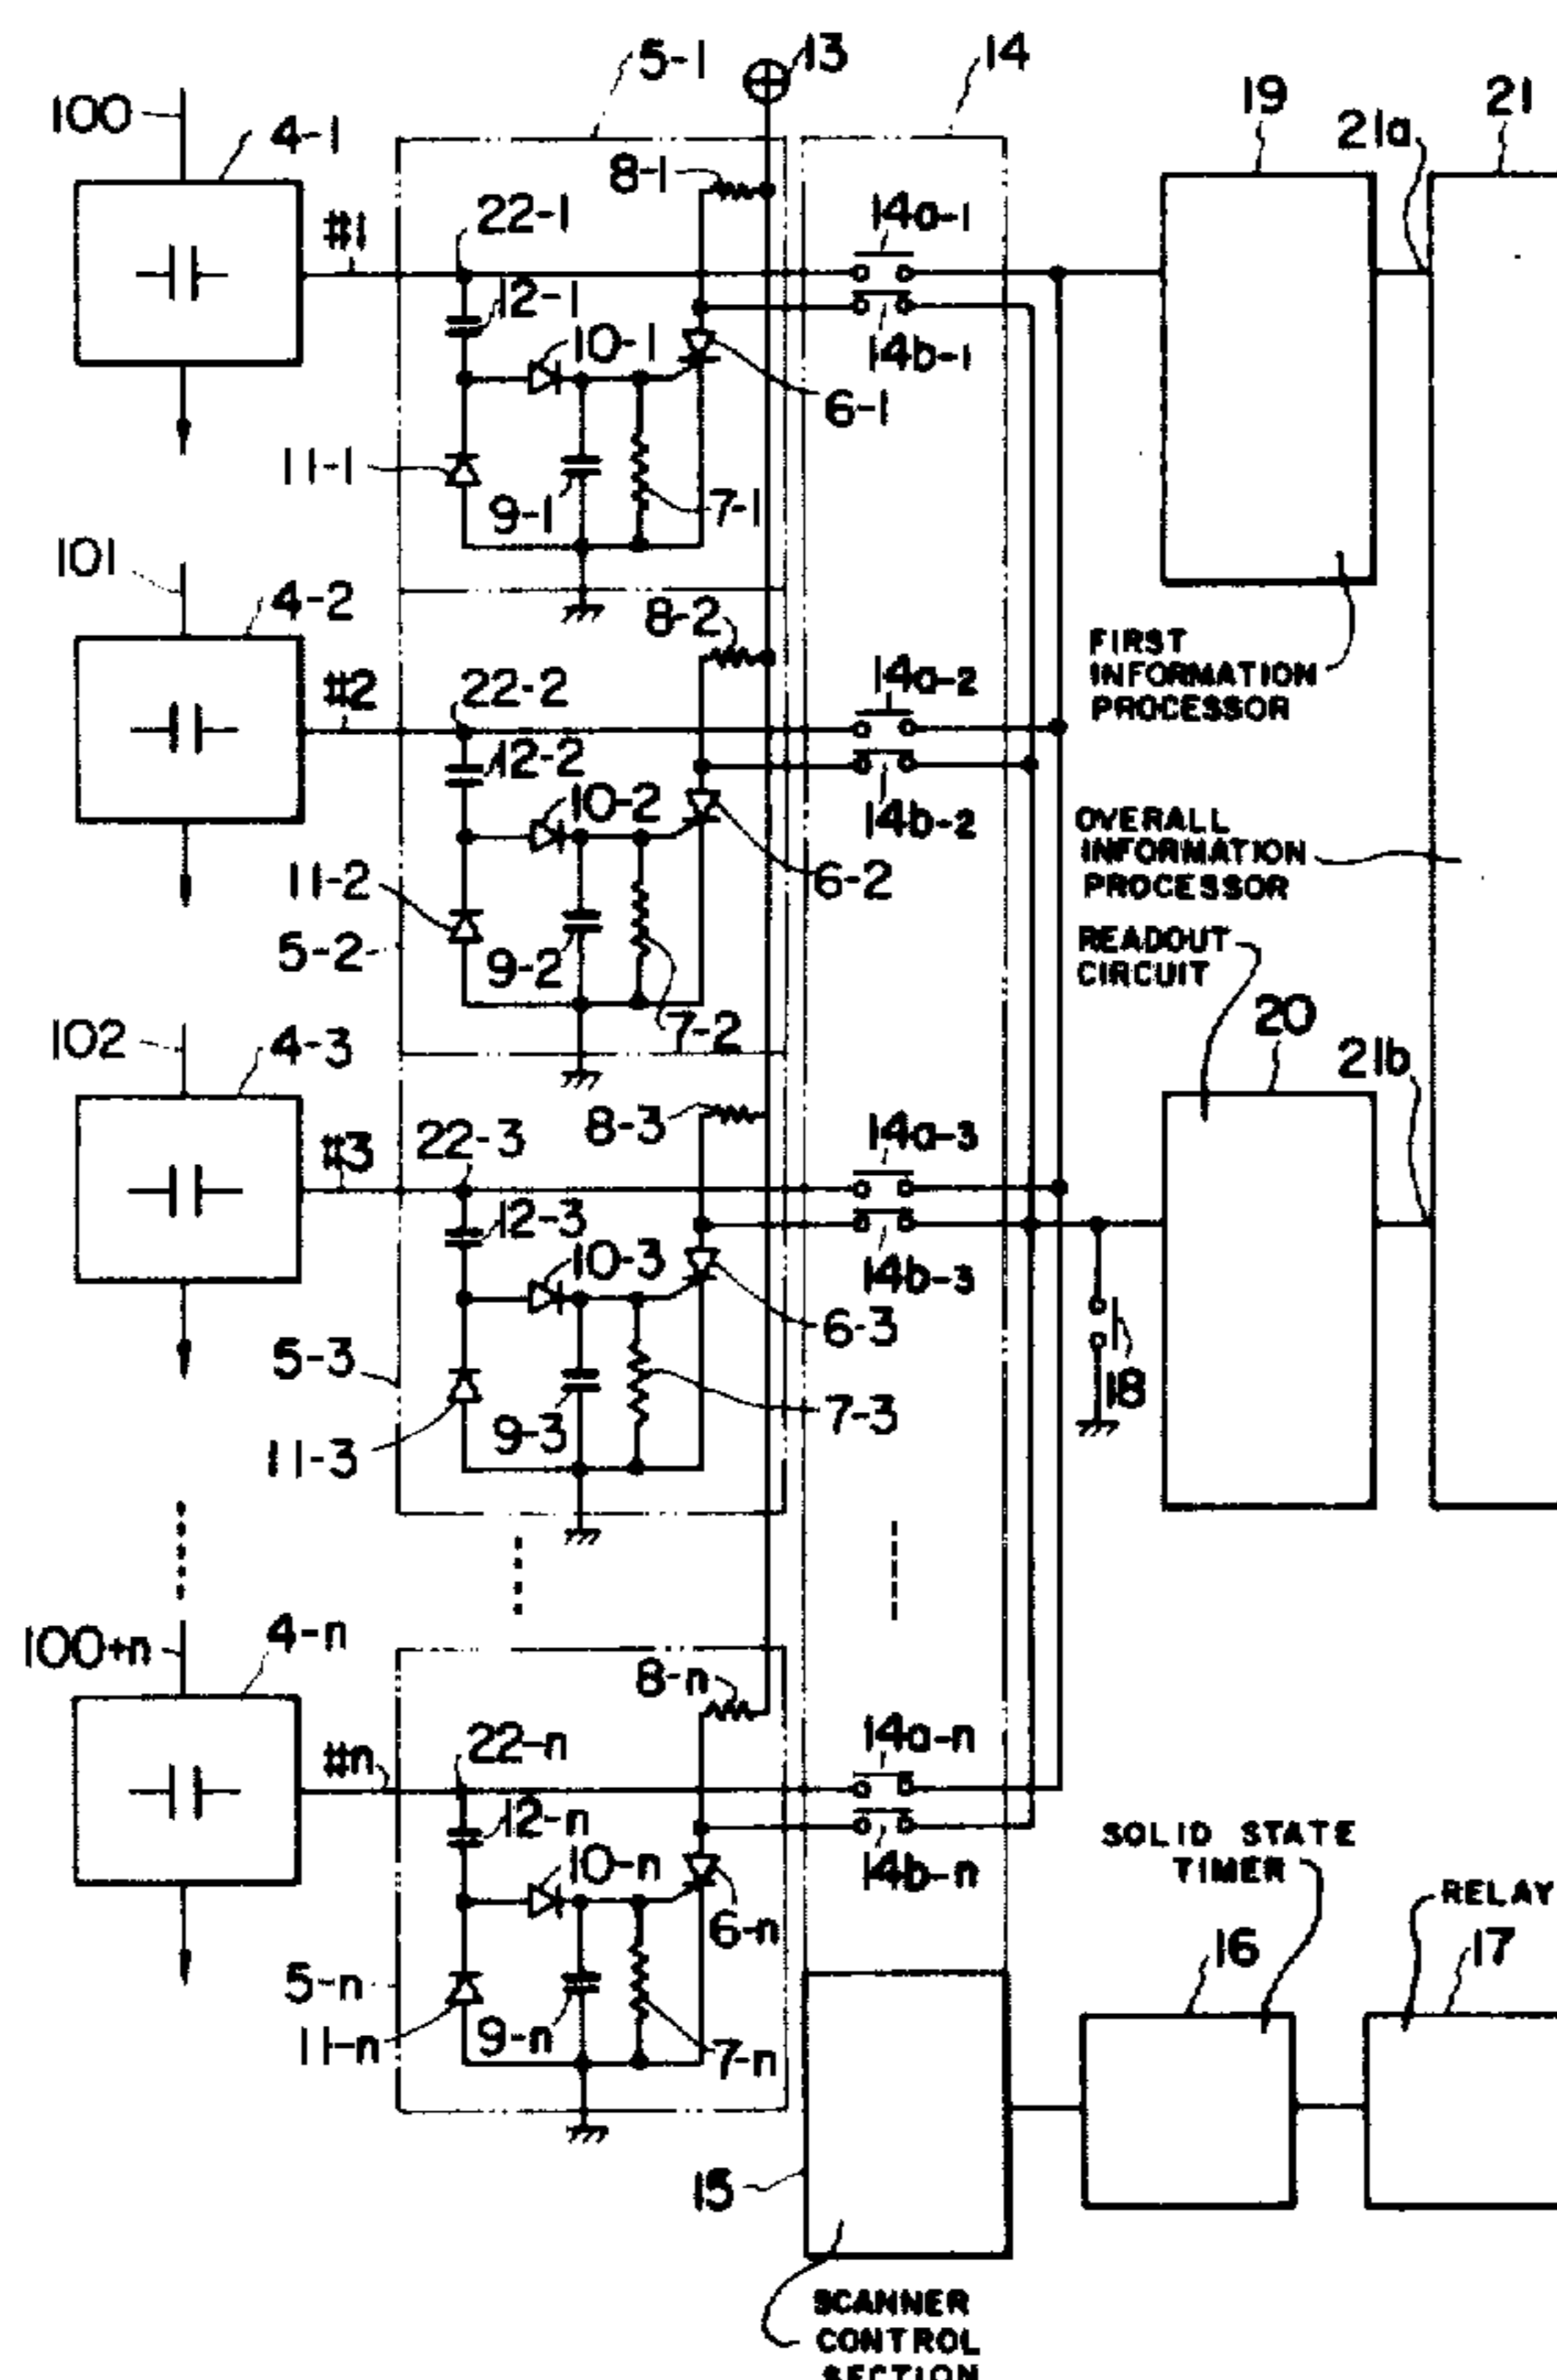 13
5-1
14
100
4-1
19
21a
21
8-1
14a-1
#1
22-1
12-1
10-1
14b-1
6-1
11-1
9-1
7-1
101
4-2
8-2
FIRST
INFORMATION
PROCESSOR
14a-2
#2
22-2
12-2
10-2
14b-2
OVERALL
INFORMATION
PROCESSOR
11-2
6-2
5-2
9-2
READOUT
CIRCUIT
7-2
20
102
4-3
21b
8-3
14a-3
#3
22-3
12-3
10-3
14b-3
6-3
5-3
18
9-3
7-3
11-3
100+n
4-n
8-n
14a-n
#n
22-n
12-n
10-n
14b-n
SOLID STATE
TIMER
RELAY
6-n
16
17
5-n
11-n
9-n
7-n
15
SCANNER
CONTROL
SECTION